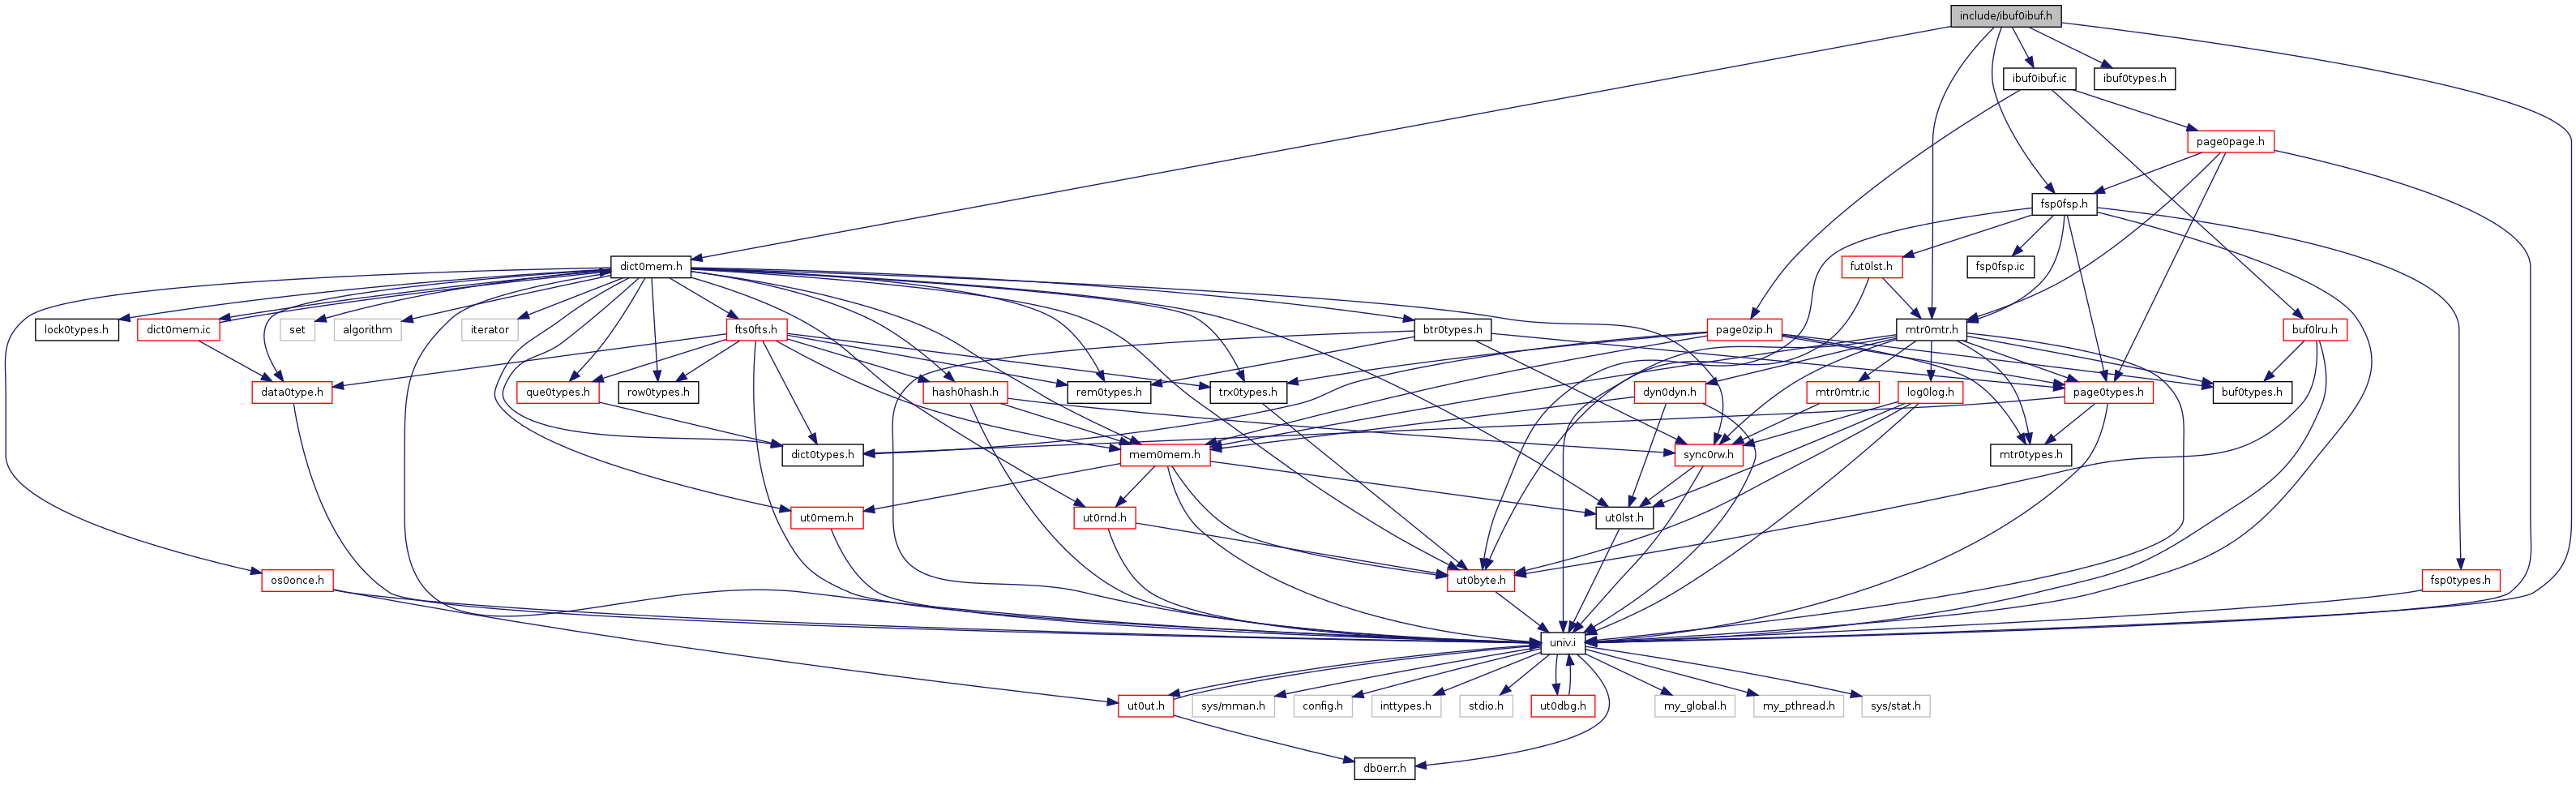 include/ibuf0ibuf.h
ibuf0ibuf.ic
ibuf0types.h
page0page.h
fsp0fsp.h
dict0mem.h
fut0lst.h
fsp0fsp.ic
lock0types.h
dict0mem.ic
set
algorithm
iterator
fts0fts.h
btr0types.h
page0zip.h
mtr0mtr.h
buf0lru.h
data0type.h
que0types.h
row0types.h
hash0hash.h
rem0types.h
trx0types.h
dyn0dyn.h
mtr0mtr.ic
log0log.h
page0types.h
buf0types.h
dict0types.h
mem0mem.h
sync0rw.h
mtr0types.h
ut0mem.h
ut0rnd.h
ut0lst.h
os0once.h
ut0byte.h
fsp0types.h
univ.i
ut0ut.h
sys/mman.h
config.h
inttypes.h
stdio.h
ut0dbg.h
my_global.h
my_pthread.h
sys/stat.h
db0err.h